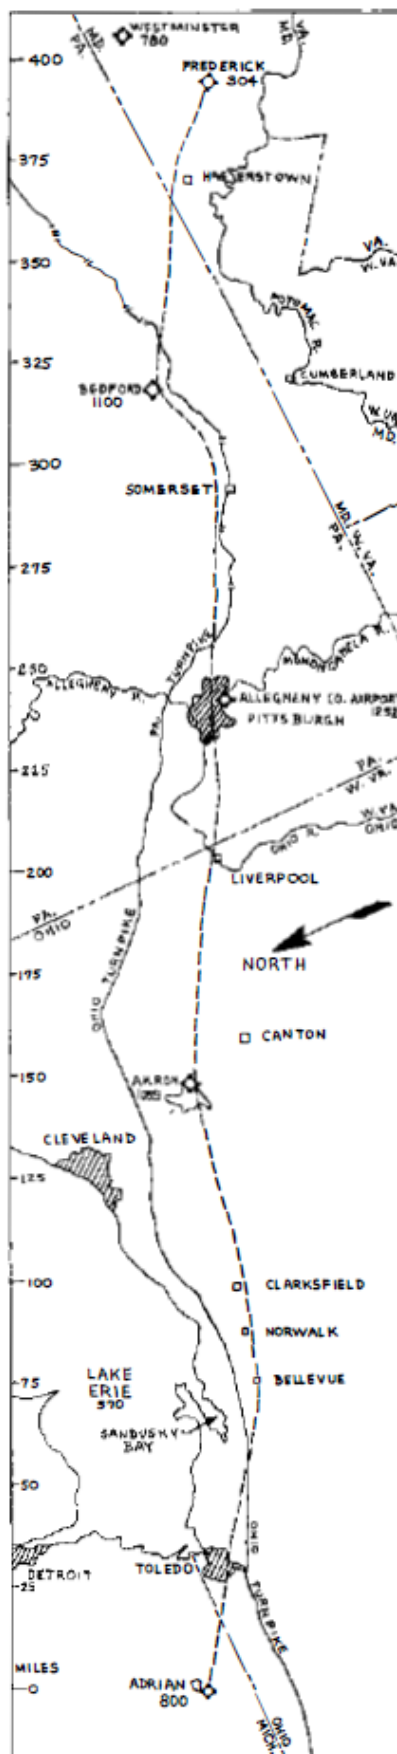 WESTMINSTER
780
MD.
PA.
VA.
MD.
400
FREDERICK
304
375
HAGERSTOWN
VA.
W.VA.
350
POTOMAC R.
325
CUMBERLAND
BEDFORD
1100
W.VA.
MD.
300
SOMERSET
MD. W. VA.
PA.
275
PA. TURNPIKE
MONONGAHELA R.
250
ALLEGHENY R.
ALLEGHENY CO. AIRPORT
1252
PITTSBURGH
PA.
W. VA.
215
W. VA.
OHIO
OHIO R.
LIVERPOOL
200
PA.
OHIO
NORTH
OHIO TURNPIKE
175
CANTON
150
AKRON
CLEVELAND
125
100
CLARKSFIELD
NORWALK
LAKE
ERIE
570
75
BELLEVUE
SANDUSKY
BAY
50
OHIO TURNPIKE
TOLEDO
DETROIT
25
MILES
0
ADRIAN
800
OHIO
MICH.